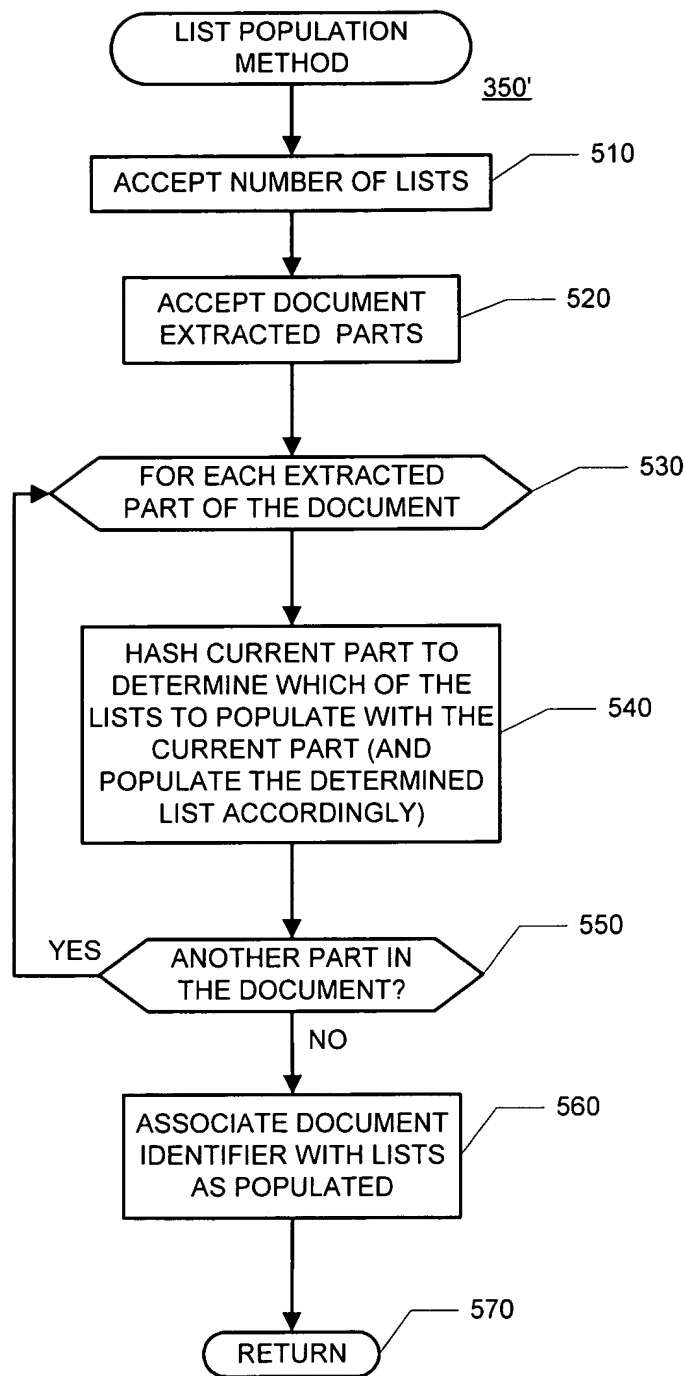 LIST POPULATION
METHOD
350'
510
ACCEPT NUMBER OF LISTS
520
ACCEPT DOCUMENT
EXTRACTED PARTS
530
FOR EACH EXTRACTED
PART OF THE DOCUMENT
HASH CURRENT PART TO
DETERMINE WHICH OF THE
LISTS TO POPULATE WITH THE
540
CURRENT PART (AND
POPULATE THE DETERMINED
LIST ACCORDINGLY)
550
YES
ANOTHER PART IN
THE DOCUMENT?
NO
560
ASSOCIATE DOCUMENT
IDENTIFIER WITH LISTS
AS POPULATED
570
RETURN